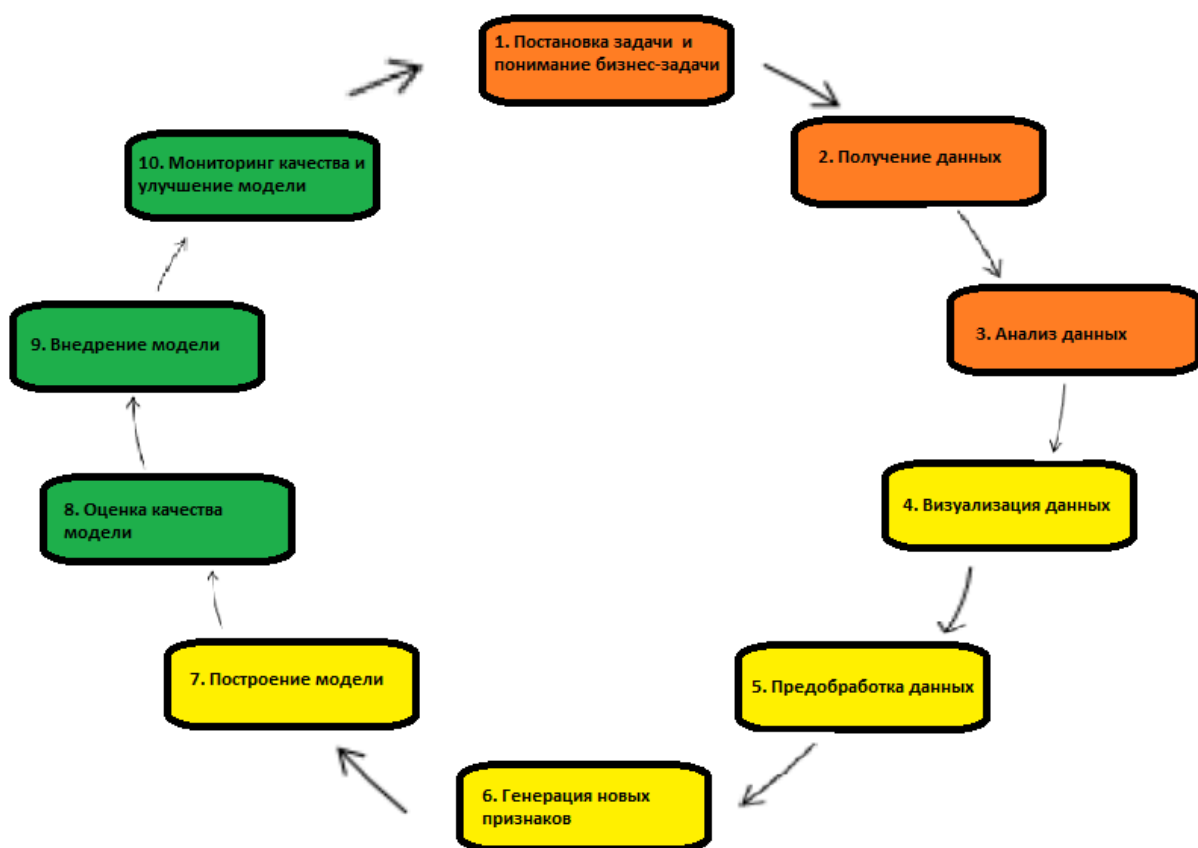 1. Постановка задачи и
понимание бизнес-задачи
2. Получение данных
3. Анализ данных
4. Визуализация данных
5. Предобработка данных
6. Генерация новых
признаков
7. Построение модели
8. Оценка качества
модели
9. Внедрение модели
10. Мониторинг качества и
улучшение модели